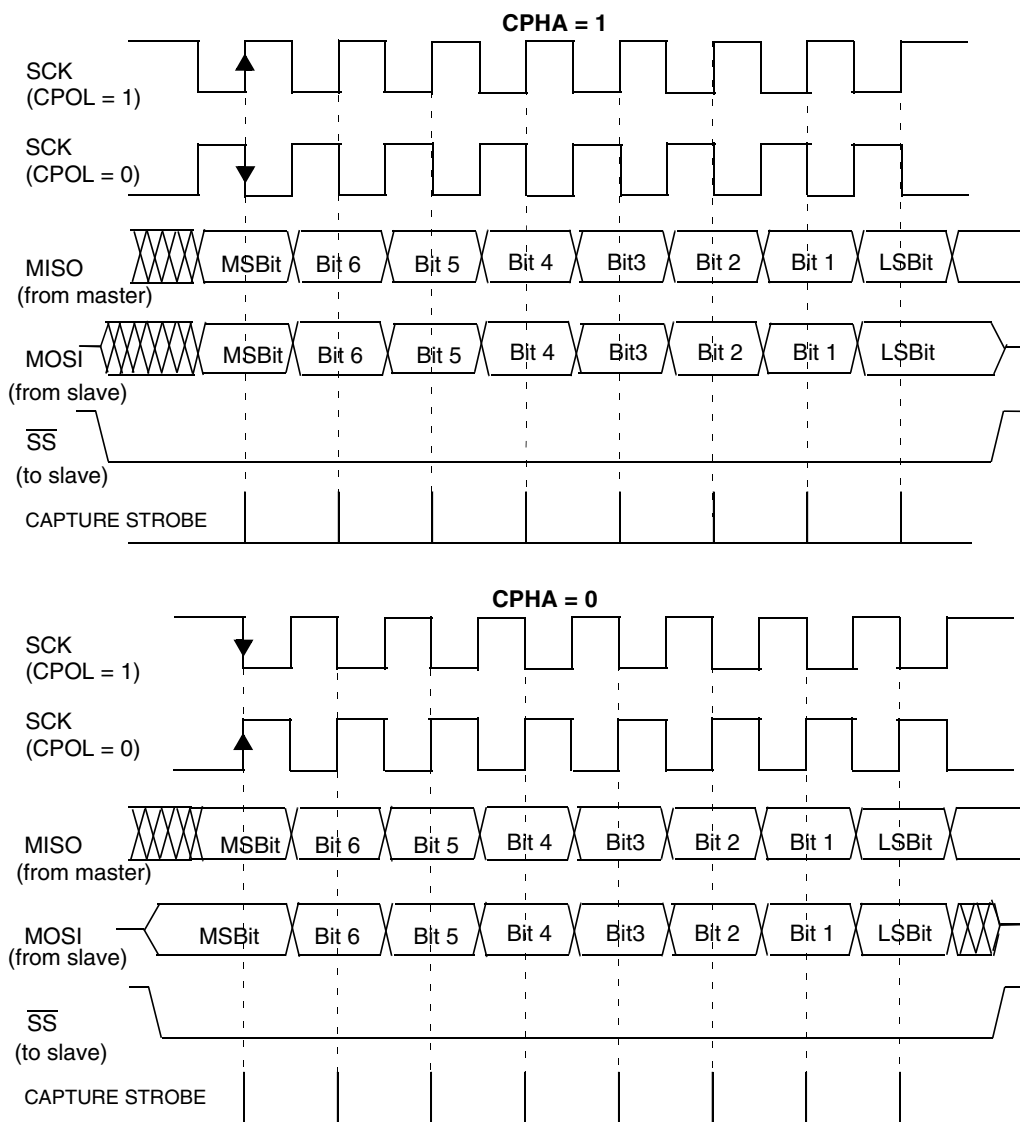 CPHA = 1
SCK
(CPOL = 1)
SCK
(CPOL = 0)
MISO
(from master)
MSBit Bit 6 Bit 5 Bit 4 Bit3 Bit 2 Bit 1 LSBit
MOSI
(from slave)
MSBit Bit 6 Bit 5 Bit 4 Bit3 Bit 2 Bit 1 LSBit
SS
(to slave)
CAPTURE STROBE
CPHA = 0
SCK
(CPOL = 1)
SCK
(CPOL = 0)
MISO
(from master)
MSBit Bit 6 Bit 5 Bit 4 Bit3 Bit 2 Bit 1 LSBit
MOSI
(from slave)
MSBit Bit 6 Bit 5 Bit 4 Bit3 Bit 2 Bit 1 LSBit
SS
(to slave)
CAPTURE STROBE